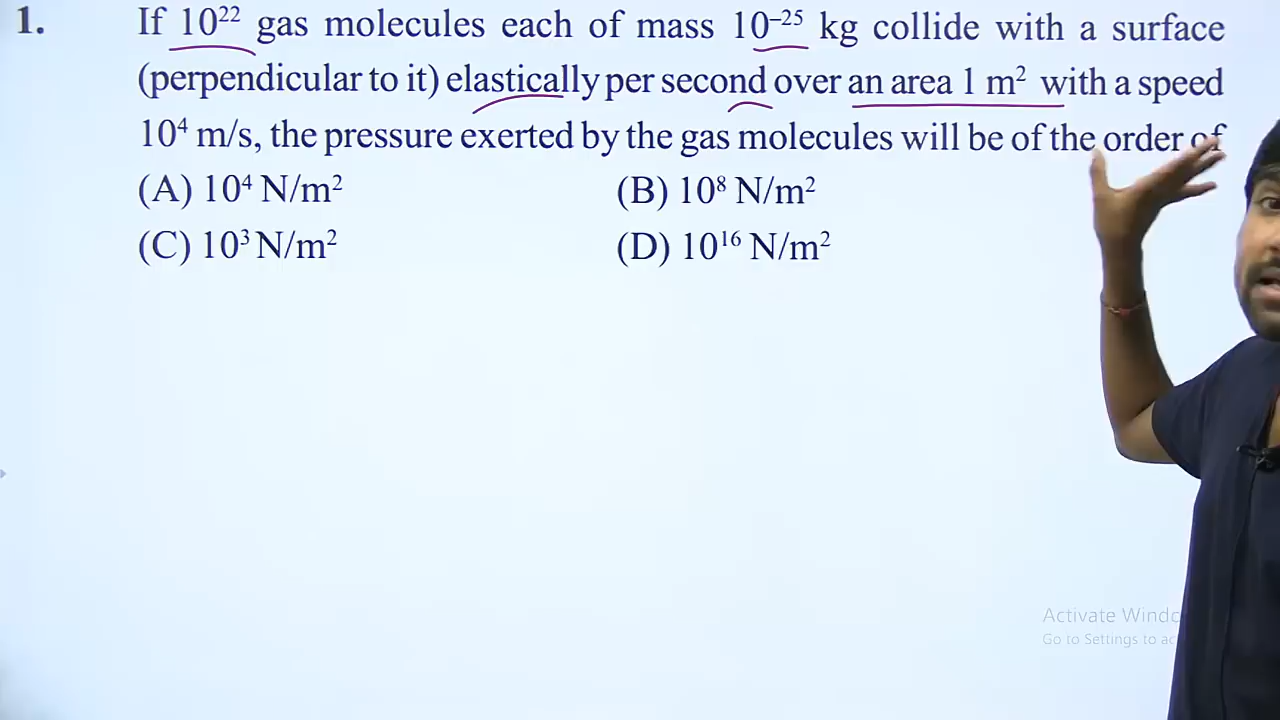 1. If 10²² gas molecules each of mass 10⁻²⁵ kg collide with a surface
(perpendicular to it) elastically per second over an area 1 m² with a speed
10⁴ m/s, the pressure exerted by the gas molecules will be of the order of
(A) 10⁴ N/m² (B) 10⁸ N/m²
(C) 10³ N/m² (D) 10¹⁶ N/m²
Activate Windo
Go to Settings to ac